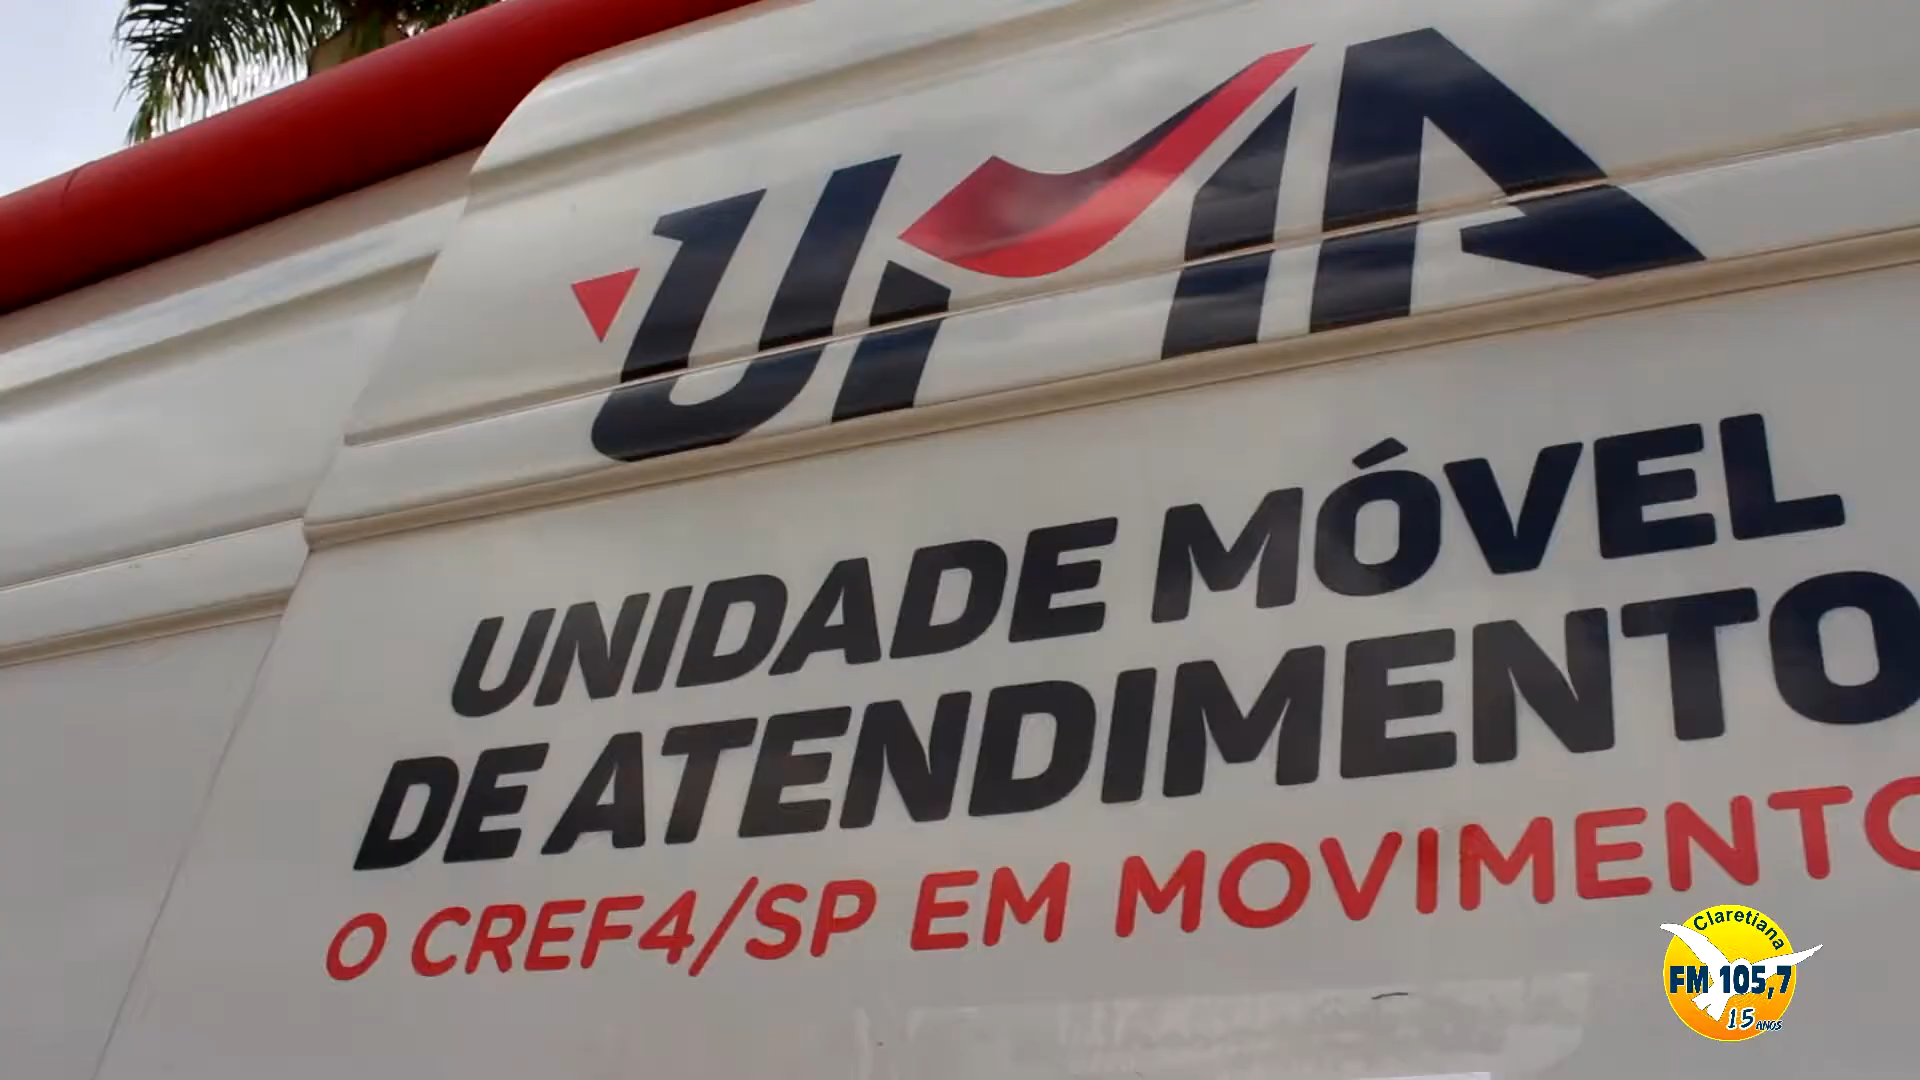 UMA
UNIDADE MÓVEL
DE ATENDIMENTO
O CREF4/SP EM MOVIMENTO
Claretiana
FM 105,7
15 ANOS